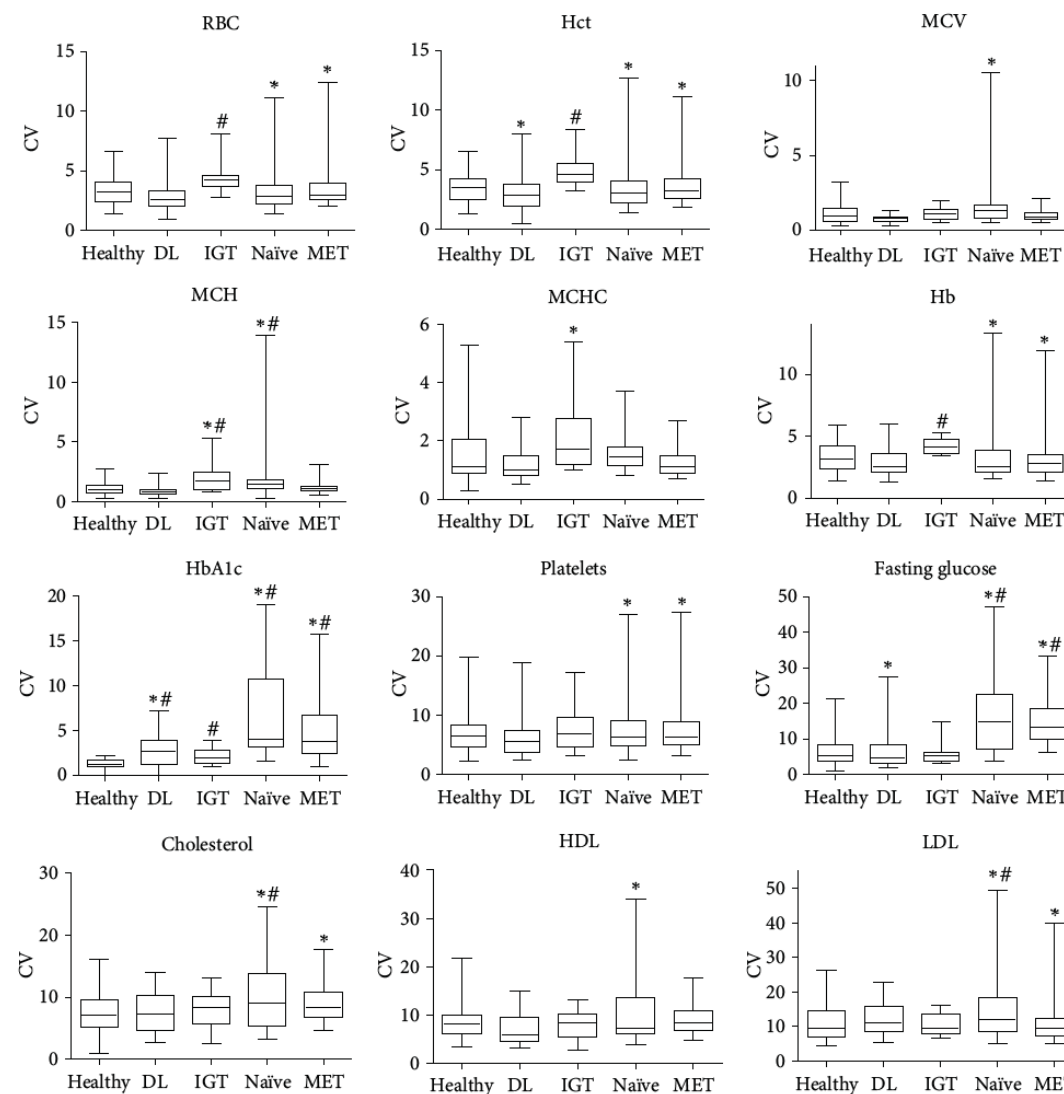 RBC
15
10
5
0
CV
#
*
*
Healthy DL IGT Naïve MET
Hct
15
10
5
0
CV
*
#
*
*
Healthy DL IGT Naïve MET
MCV
10
5
0
CV
*
Healthy DL IGT Naïve MET
MCH
15
10
5
0
CV
*#
*#
Healthy DL IGT Naïve MET
MCHC
6
4
2
0
CV
*
Healthy DL IGT Naïve MET
Hb
10
5
0
CV
#
*
*
Healthy DL IGT Naïve MET
HbA1c
20
15
10
5
0
CV
*#
#
*#
*#
Healthy DL IGT Naïve MET
Platelets
30
20
10
0
CV
*
*
Healthy DL IGT Naïve MET
Fasting glucose
50
40
30
20
10
0
CV
*
*#
*#
Healthy DL IGT Naïve MET
Cholesterol
30
20
10
0
CV
*#
*
Healthy DL IGT Naïve MET
HDL
40
30
20
10
0
CV
*
Healthy DL IGT Naïve MET
LDL
50
40
30
20
10
0
CV
*#
*
Healthy DL IGT Naïve ME